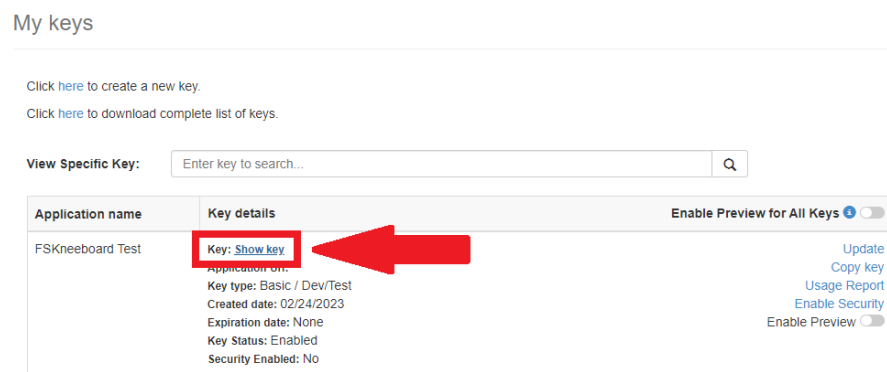 My keys
Click here to create a new key.
Click here to download complete list of keys.
View Specific Key: Enter key to search...
Application name Key details Enable Preview for All Keys
FSKneeboard Test Key: Show key Update
Application Url: Copy key
Key type: Basic / Dev/Test Usage Report
Created date: 02/24/2023 Enable Security
Expiration date: None Enable Preview
Key Status: Enabled
Security Enabled: No